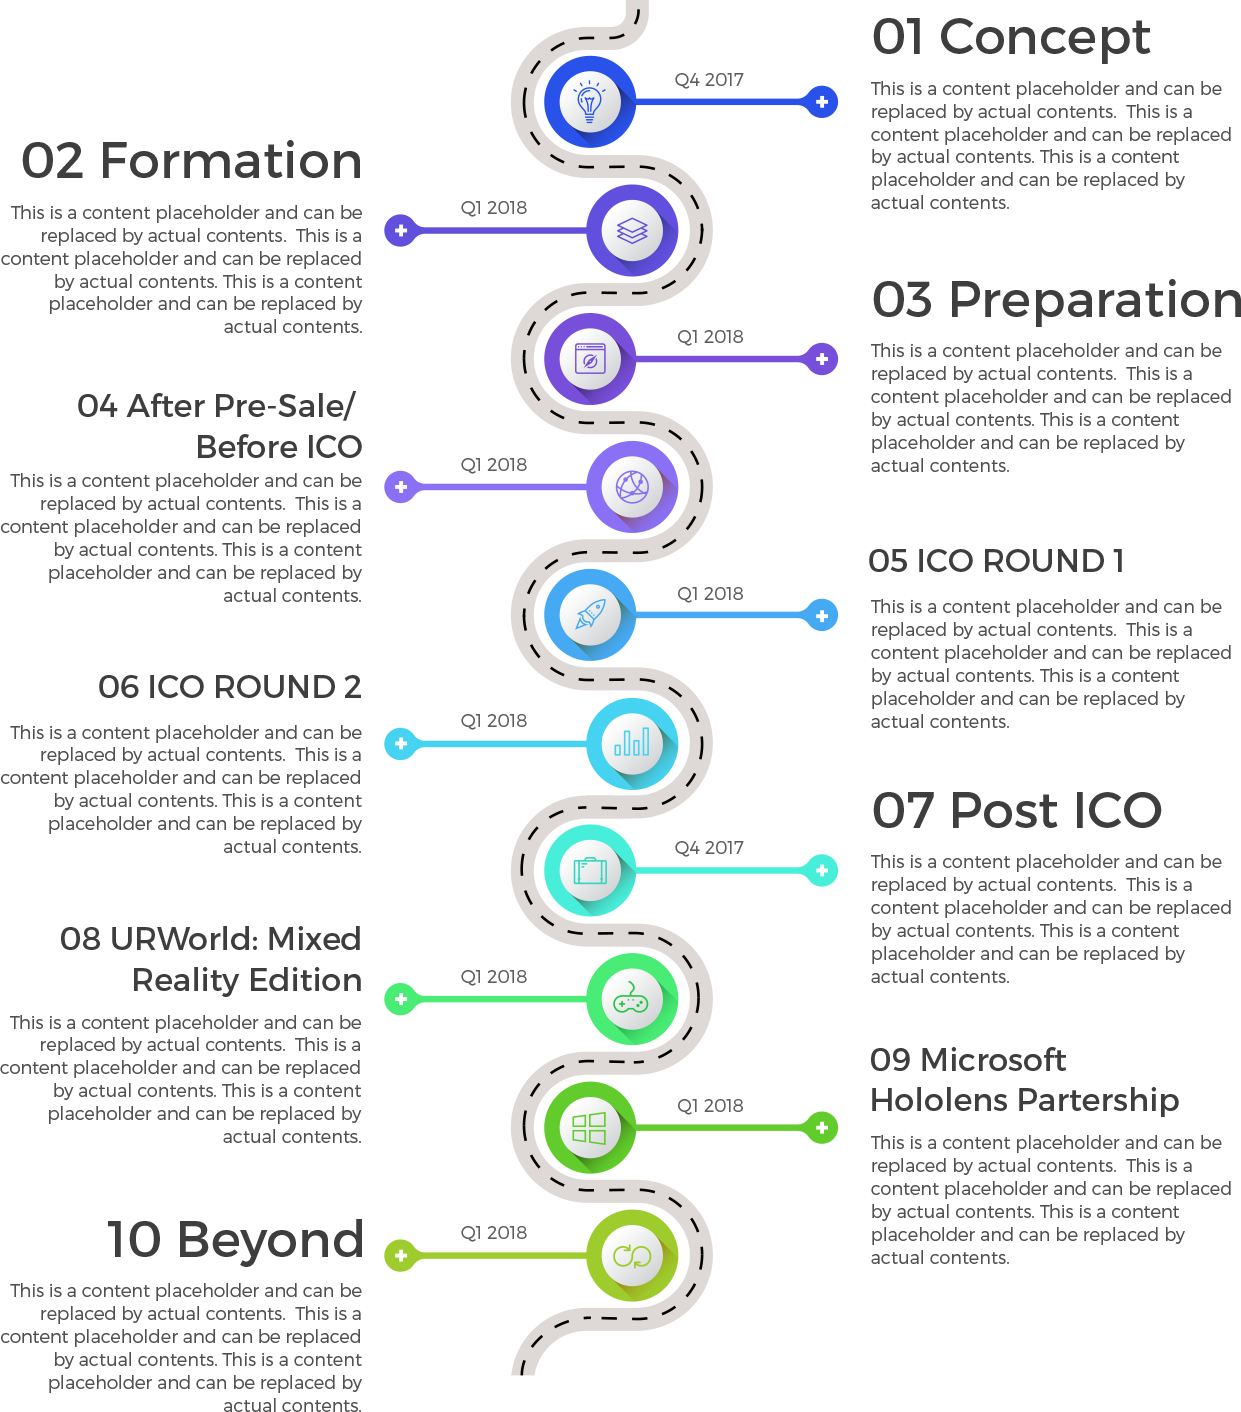 01 Concept
Q4 2017
This is a content placeholder and can be
replaced by actual contents.  This is a
content placeholder and can be replaced
by actual contents. This is a content
placeholder and can be replaced by
actual contents.
02 Formation
Q1 2018
This is a content placeholder and can be
replaced by actual contents.  This is a
content placeholder and can be replaced
by actual contents. This is a content
placeholder and can be replaced by
actual contents.
03 Preparation
Q1 2018
This is a content placeholder and can be
replaced by actual contents.  This is a
content placeholder and can be replaced
by actual contents. This is a content
placeholder and can be replaced by
actual contents.
04 After Pre-Sale/
Before ICO
Q1 2018
This is a content placeholder and can be
replaced by actual contents.  This is a
content placeholder and can be replaced
by actual contents. This is a content
placeholder and can be replaced by
actual contents.
05 ICO ROUND 1
Q1 2018
This is a content placeholder and can be
replaced by actual contents.  This is a
content placeholder and can be replaced
by actual contents. This is a content
placeholder and can be replaced by
actual contents.
06 ICO ROUND 2
Q1 2018
This is a content placeholder and can be
replaced by actual contents.  This is a
content placeholder and can be replaced
by actual contents. This is a content
placeholder and can be replaced by
actual contents.
07 Post ICO
Q4 2017
This is a content placeholder and can be
replaced by actual contents.  This is a
content placeholder and can be replaced
by actual contents. This is a content
placeholder and can be replaced by
actual contents.
08 URWorld: Mixed
Reality Edition
Q1 2018
This is a content placeholder and can be
replaced by actual contents.  This is a
content placeholder and can be replaced
by actual contents. This is a content
placeholder and can be replaced by
actual contents.
09 Microsoft
Hololens Partership
Q1 2018
This is a content placeholder and can be
replaced by actual contents.  This is a
content placeholder and can be replaced
by actual contents. This is a content
placeholder and can be replaced by
actual contents.
10 Beyond
Q1 2018
This is a content placeholder and can be
replaced by actual contents.  This is a
content placeholder and can be replaced
by actual contents. This is a content
placeholder and can be replaced by
actual contents.